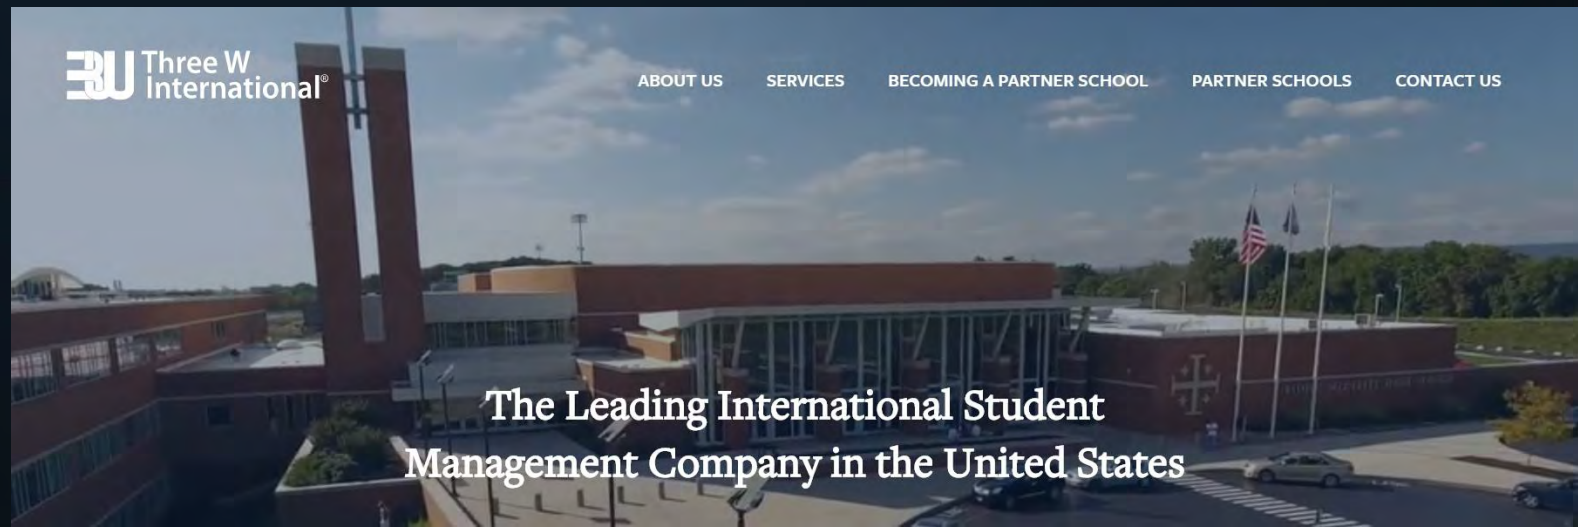 Three W
International®
ABOUT US
SERVICES
BECOMING A PARTNER SCHOOL
PARTNER SCHOOLS
CONTACT US
The Leading International Student
Management Company in the United States